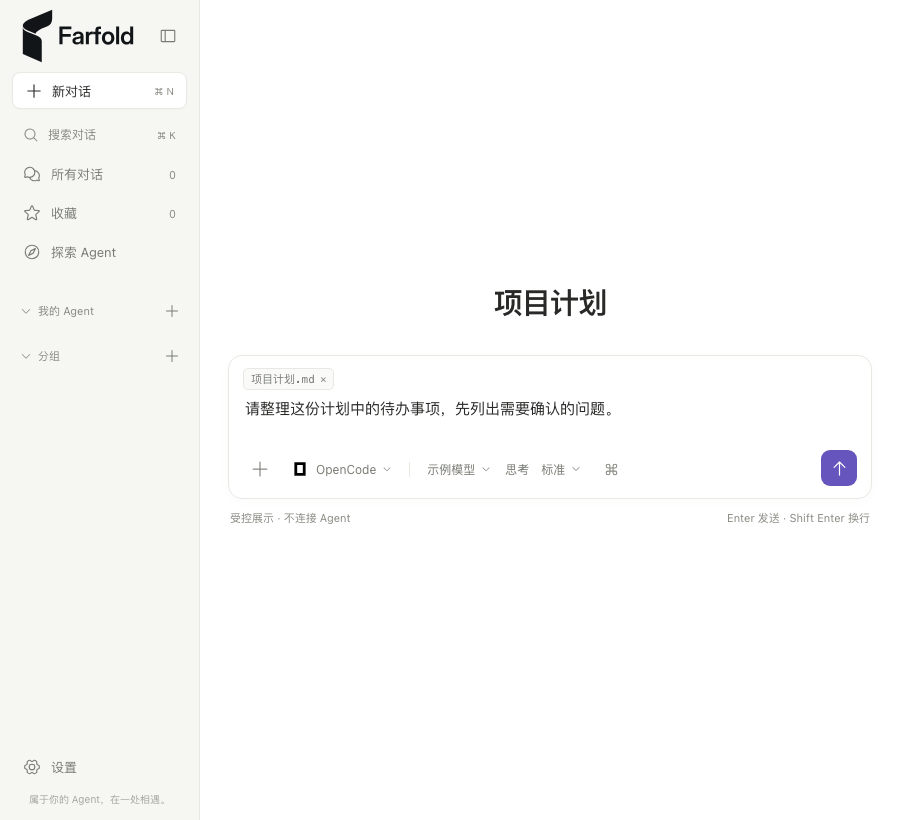 Farfold
新对话 ⌘ N
搜索对话 ⌘ K
所有对话 0
收藏 0
探索 Agent
我的 Agent
分组
设置
属于你的 Agent，在一处相遇。
项目计划
项目计划.md ×
请整理这份计划中的待办事项，先列出需要确认的问题。
OpenCode 示例模型 思考 标准 ⌘
受控展示 · 不连接 Agent Enter 发送 · Shift Enter 换行